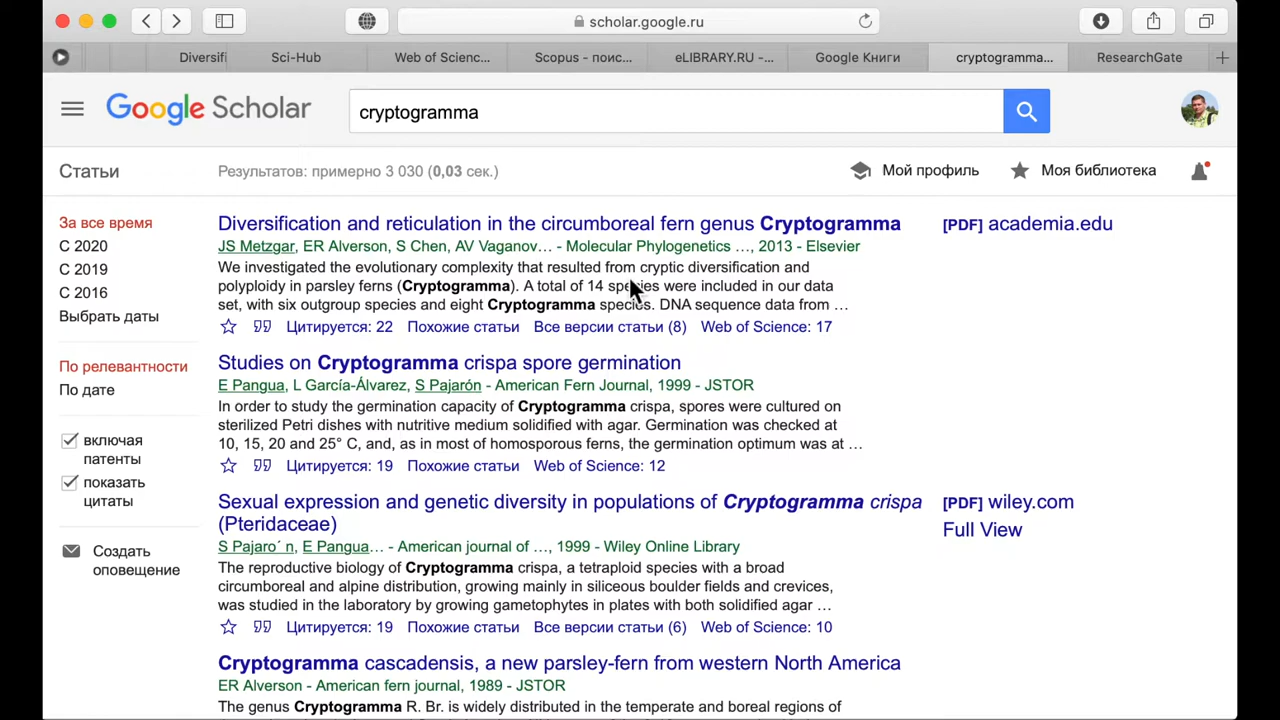 scholar.google.ru
Diversifi
Sci-Hub
Web of Scienc...
Scopus - поис...
eLIBRARY.RU -...
Google Книги
cryptogramma...
ResearchGate
Google Scholar
cryptogramma
Статьи
Результатов: примерно 3 030 (0,03 сек.)
Мой профиль
Моя библиотека
За все время
С 2020
С 2019
С 2016
Выбрать даты
По релевантности
По дате
включая
патенты
показать
цитаты
Создать
оповещение
Diversification and reticulation in the circumboreal fern genus Cryptogramma
[PDF] academia.edu
JS Metzgar, ER Alverson, S Chen, AV Vaganov... - Molecular Phylogenetics ..., 2013 - Elsevier
We investigated the evolutionary complexity that resulted from cryptic diversification and
polyploidy in parsley ferns (Cryptogramma). A total of 14 species were included in our data
set, with six outgroup species and eight Cryptogramma species. DNA sequence data from ...
Цитируется: 22 Похожие статьи Все версии статьи (8) Web of Science: 17
Studies on Cryptogramma crispa spore germination
E Pangua, L García-Álvarez, S Pajarón - American Fern Journal, 1999 - JSTOR
In order to study the germination capacity of Cryptogramma crispa, spores were cultured on
sterilized Petri dishes with nutritive medium solidified with agar. Germination was checked at
10, 15, 20 and 25° C, and, as in most of homosporous ferns, the germination optimum was at ...
Цитируется: 19 Похожие статьи Web of Science: 12
Sexual expression and genetic diversity in populations of Cryptogramma crispa
(Pteridaceae)
[PDF] wiley.com
Full View
S Pajaro´ n, E Pangua... - American journal of ..., 1999 - Wiley Online Library
The reproductive biology of Cryptogramma crispa, a tetraploid species with a broad
circumboreal and alpine distribution, growing mainly in siliceous boulder fields and crevices,
was studied in the laboratory by growing gametophytes in plates with both solidified agar ...
Цитируется: 19 Похожие статьи Все версии статьи (6) Web of Science: 10
Cryptogramma cascadensis, a new parsley-fern from western North America
ER Alverson - American fern journal, 1989 - JSTOR
The genus Cryptogramma R. Br. is widely distributed in the temperate and boreal regions of